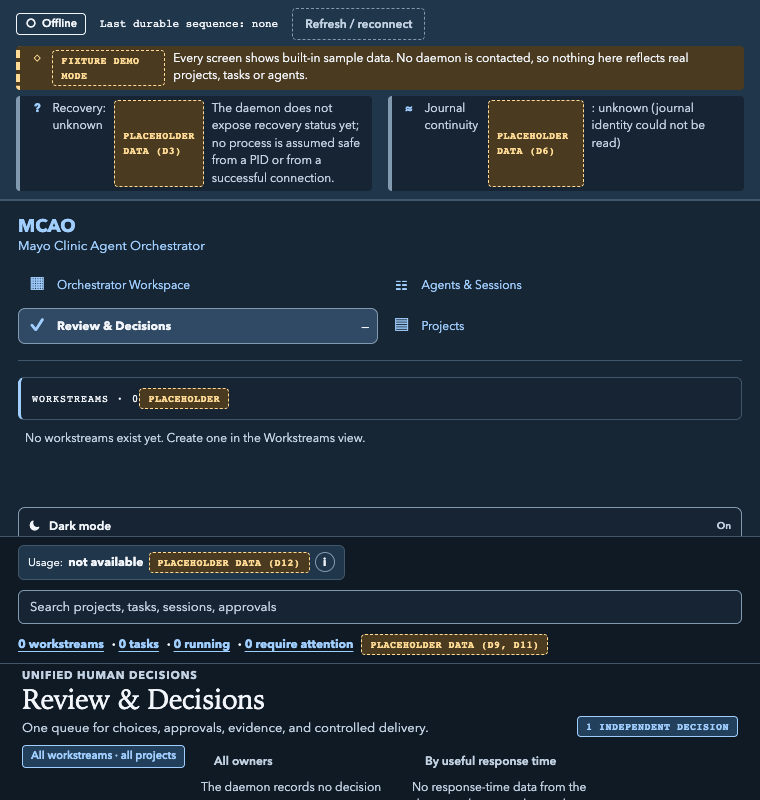 Offline
Last durable sequence: none
Refresh / reconnect
FIXTURE DEMO
MODE
Every screen shows built-in sample data. No daemon is contacted, so nothing here reflects real
projects, tasks or agents.
? Recovery:
unknown
PLACEHOLDER
DATA (D3)
The daemon does not
expose recovery status yet;
no process is assumed safe
from a PID or from a
successful connection.
≈ Journal
continuity
PLACEHOLDER
DATA (D6)
: unknown (journal
identity could not be
read)
MCAO
Mayo Clinic Agent Orchestrator
Orchestrator Workspace
Agents & Sessions
Review & Decisions –
Projects
WORKSTREAMS · 0 PLACEHOLDER
No workstreams exist yet. Create one in the Workstreams view.
Dark mode On
Usage: not available PLACEHOLDER DATA (D12) i
Search projects, tasks, sessions, approvals
0 workstreams · 0 tasks · 0 running · 0 require attention PLACEHOLDER DATA (D9, D11)
UNIFIED HUMAN DECISIONS
Review & Decisions
One queue for choices, approvals, evidence, and controlled delivery.
1 INDEPENDENT DECISION
All workstreams · all projects
All owners
By useful response time
The daemon records no decision
No response-time data from the